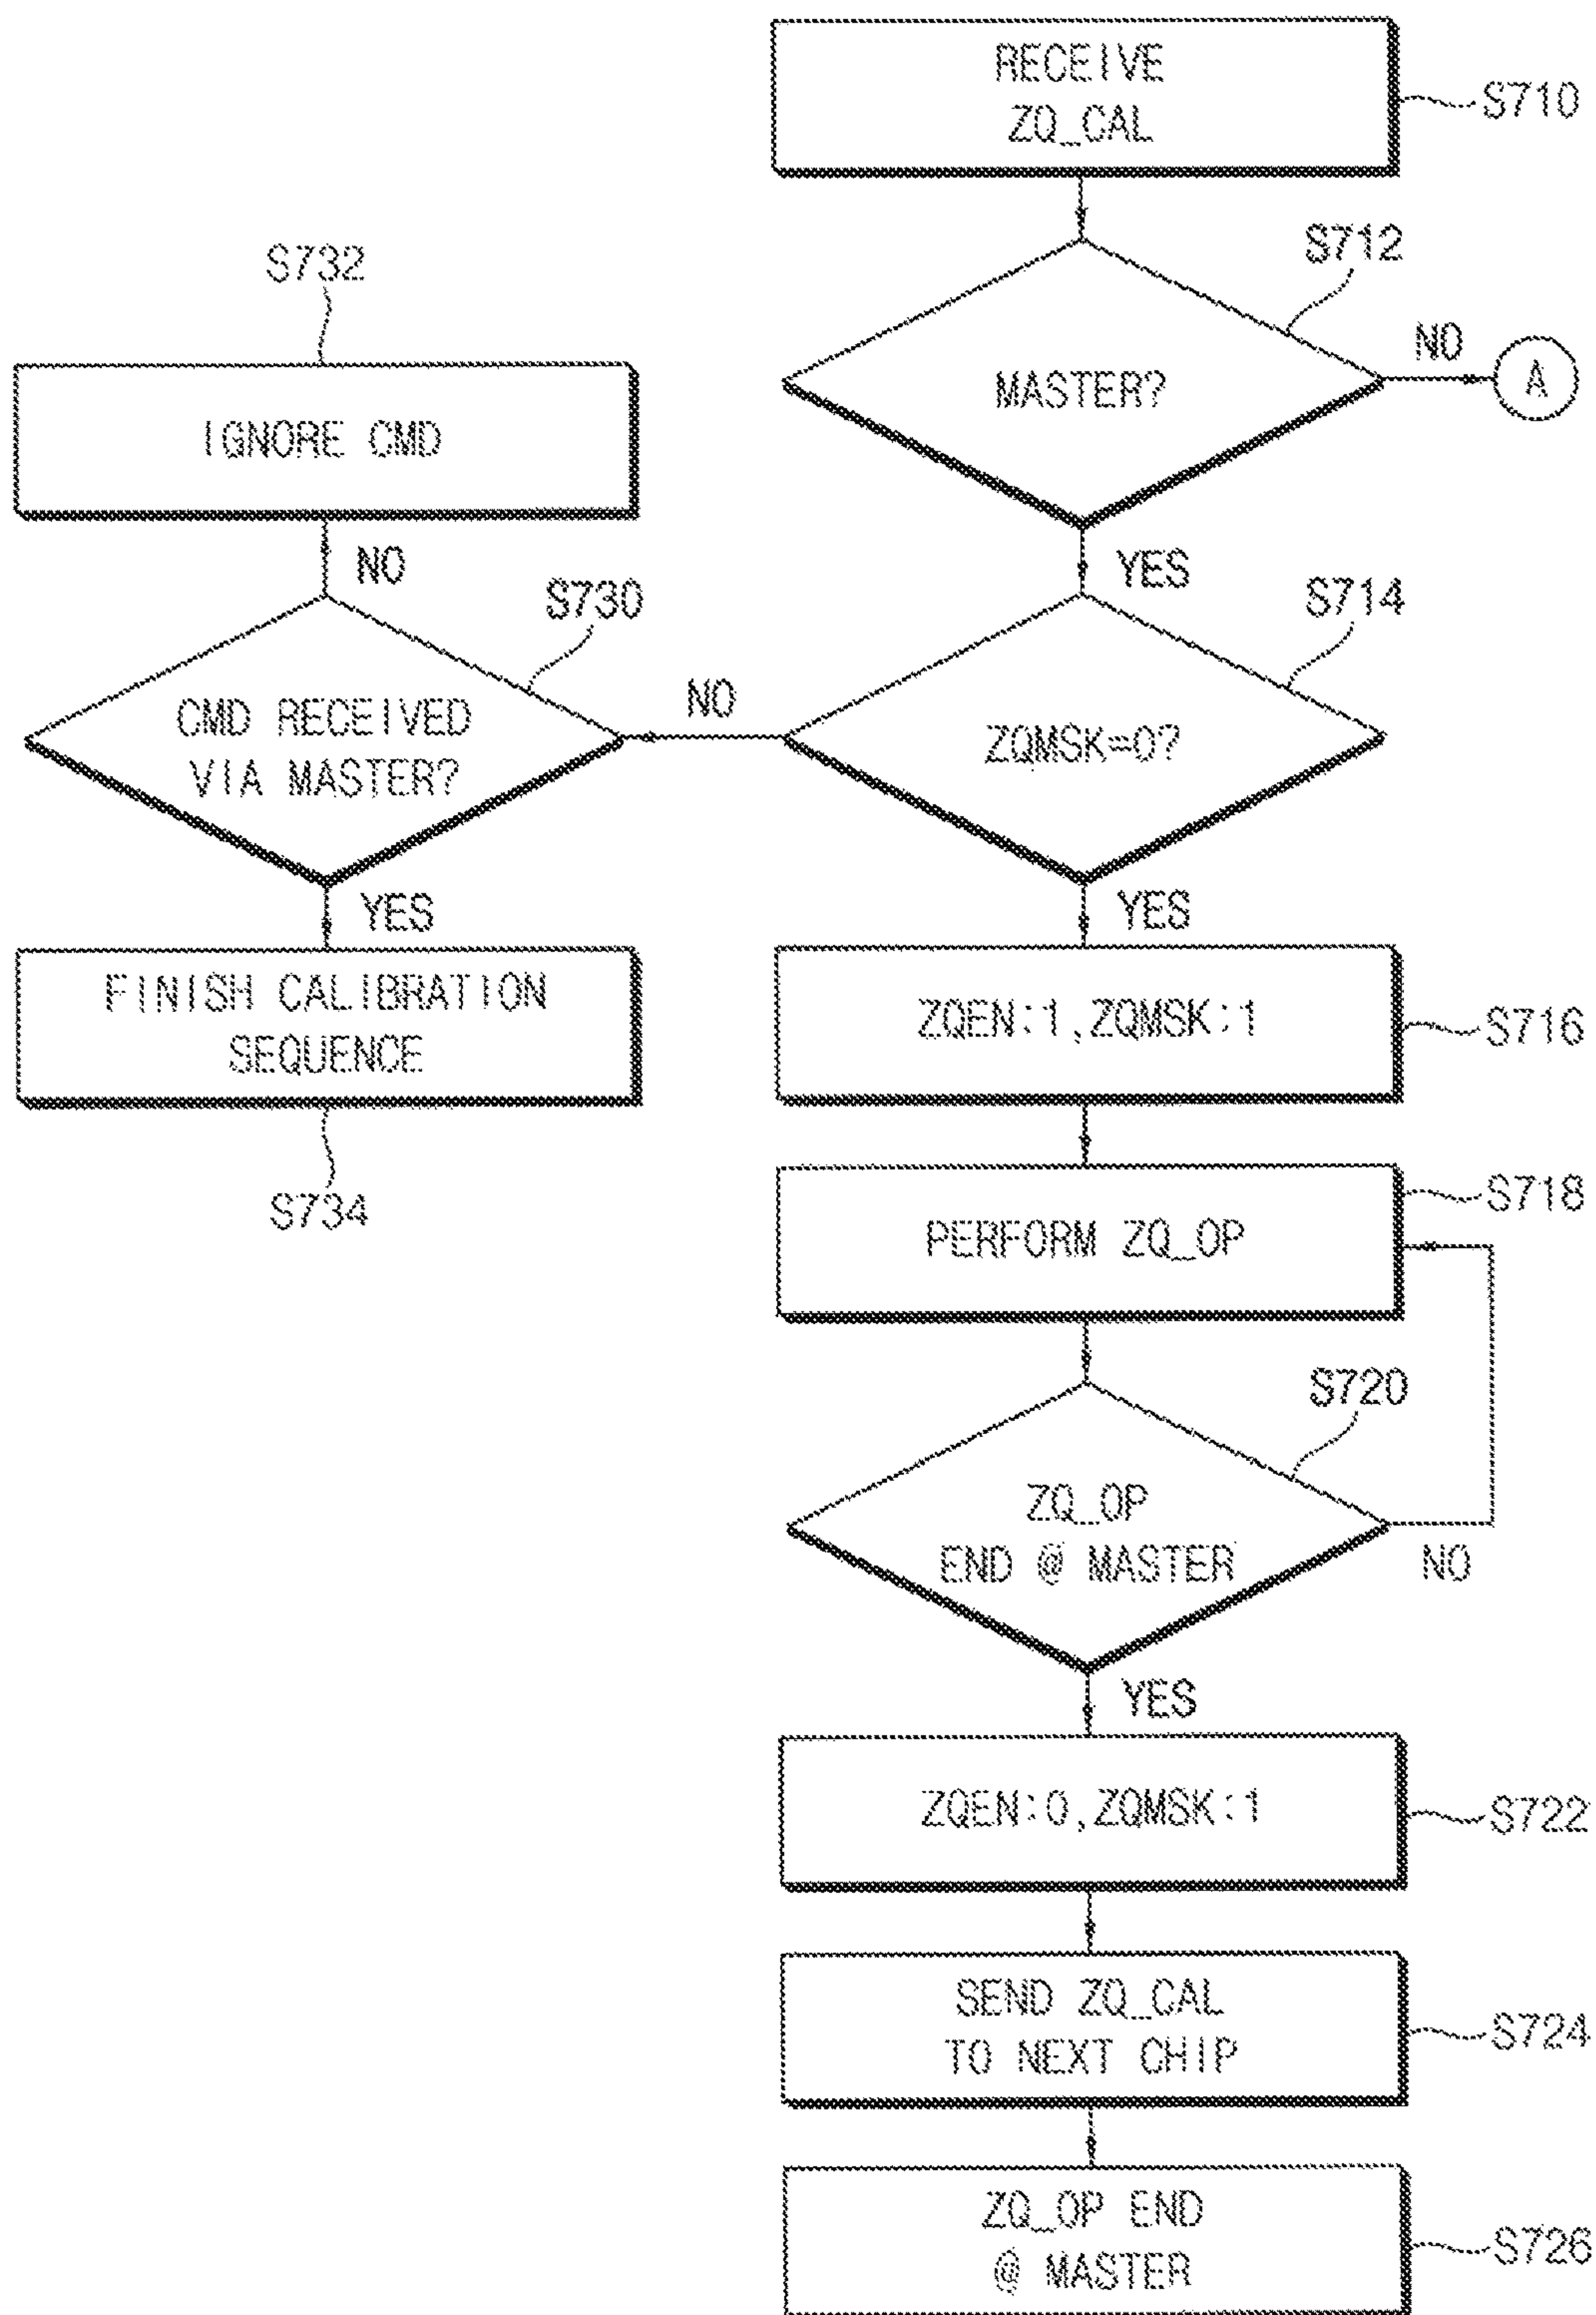 RECEIVE
ZQ_CAL
S710
S712
MASTER?
NO
A
YES
S714
ZQMSK=0?
NO
S730
CMD RECEIVED
VIA MASTER?
NO
S732
IGNORE CMD
YES
FINISH CALIBRATION
SEQUENCE
S734
YES
ZQEN:1,ZQMSK:1
S716
PERFORM ZQ_OP
S718
S720
ZQ_OP
END @ MASTER
NO
YES
ZQEN:0,ZQMSK:1
S722
SEND ZQ_CAL
TO NEXT CHIP
S724
ZQ_OP END
@ MASTER
S726